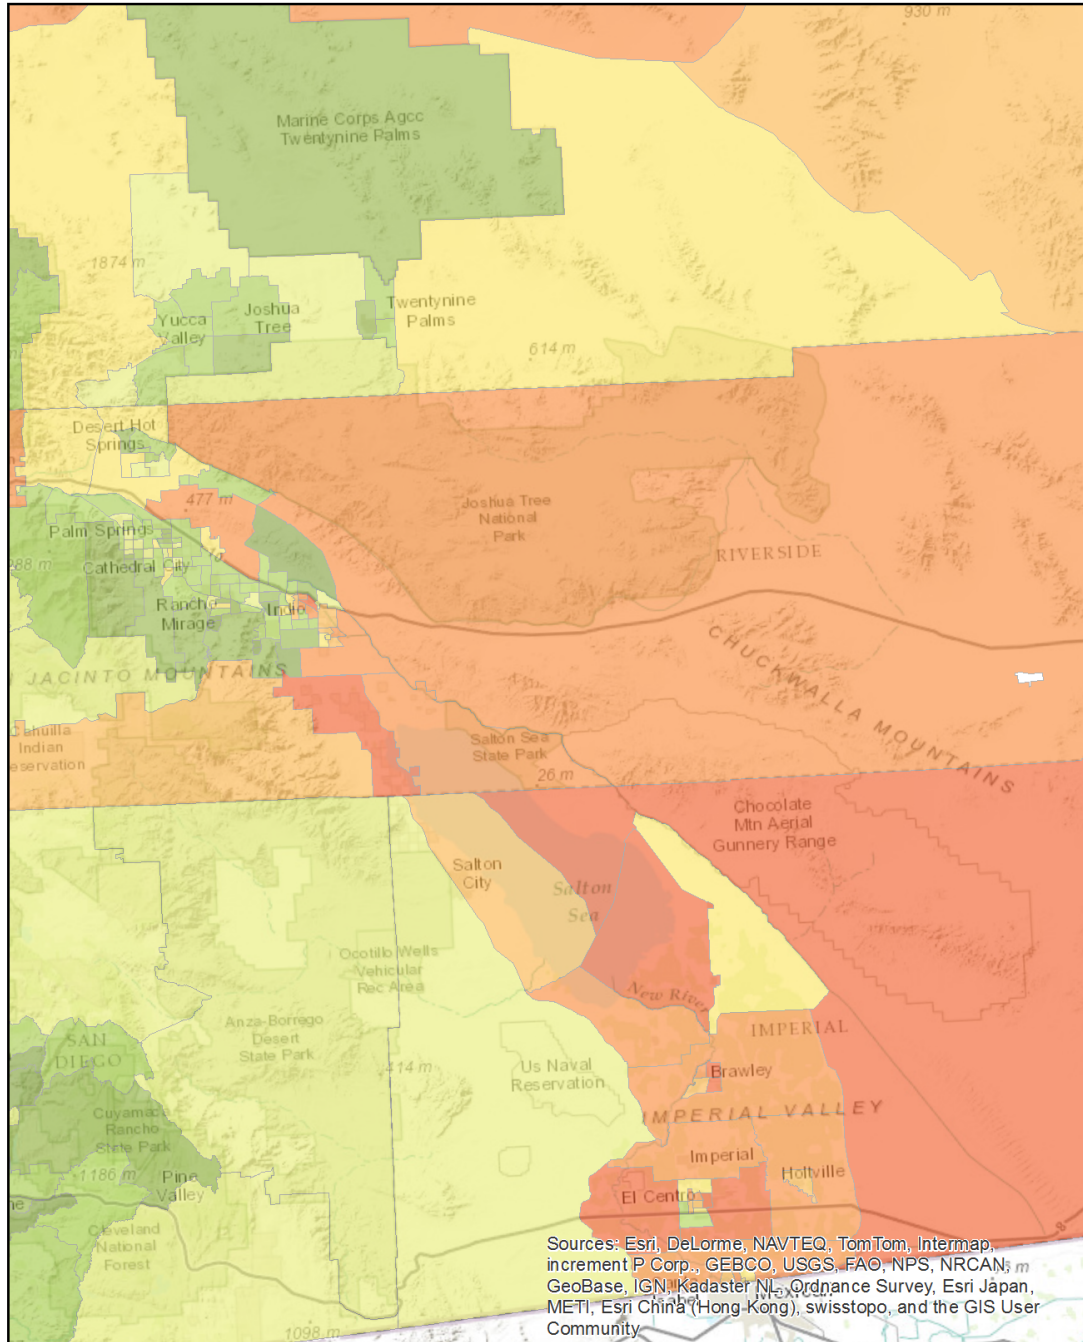 930 m
Marine Corps Agcc
Twentynine Palms
1874 m
Yucca
Valley
Joshua
Tree
Twentynine
Palms
614 m
Desert Hot
Springs
477 m
Joshua Tree
National
Park
RIVERSIDE
Palm Springs
10
Cathedral City
Rancho
Mirage
Indio
CHUCKWALLA MOUNTAINS
JACINTO MOUNTAINS
Cahuilla
Indian
Salton Sea
State Park
26 m
Chocolate
Mtn Aerial
Gunnery Range
Salton
City
Salton
Sea
Ocotillo Wells
Vehicular
Rec Area
New River
SAN
DIEGO
Anza-Borrego
Desert
State Park
IMPERIAL
414 m
Us Naval
Reservation
Brawley
Cuyamaca
Rancho
State Park
IMPERIAL VALLEY
1186 m
Pine
Valley
Imperial
Holtville
El Centro
8
Cleveland
National
Forest
1098 m
Sources: Esri, DeLorme, NAVTEQ, TomTom, Intermap,
increment P Corp., GEBCO, USGS, FAO, NPS, NRCAN,
GeoBase, IGN, Kadaster NL, Ordnance Survey, Esri Japan,
METI, Esri China (Hong Kong), swisstopo, and the GIS User
Community